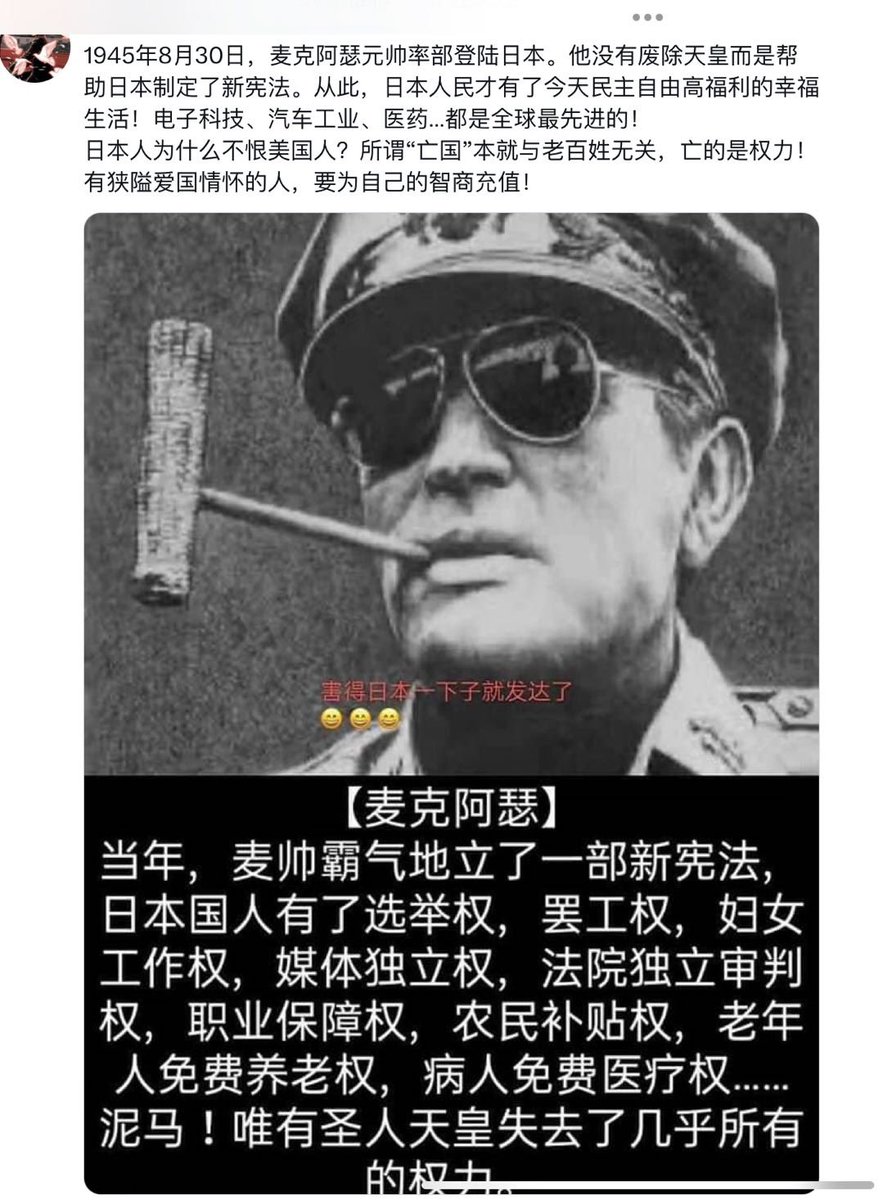 1945年8月30日，麦克阿瑟元帅率部登陆日本。他没有废除天皇而是帮
助日本制定了新宪法。从此，日本人民才有了今天民主自由高福利的幸福
生活！电子科技、汽车工业、医药...都是全球最先进的！
日本人为什么不恨美国人？所谓“亡国”本就与老百姓无关，亡的是权力！
有狭隘爱国情怀的人，要为自己的智商充值！
害得日本一下子就发达了
😊😊😊
【麦克阿瑟】
当年，麦帅霸气地立了一部新宪法，
日本国人有了选举权，罢工权，妇女
工作权，媒体独立权，法院独立审判
权，职业保障权，农民补贴权，老年
人免费养老权，病人免费医疗权......
泥马！唯有圣人天皇失去了几乎所有
的权力。